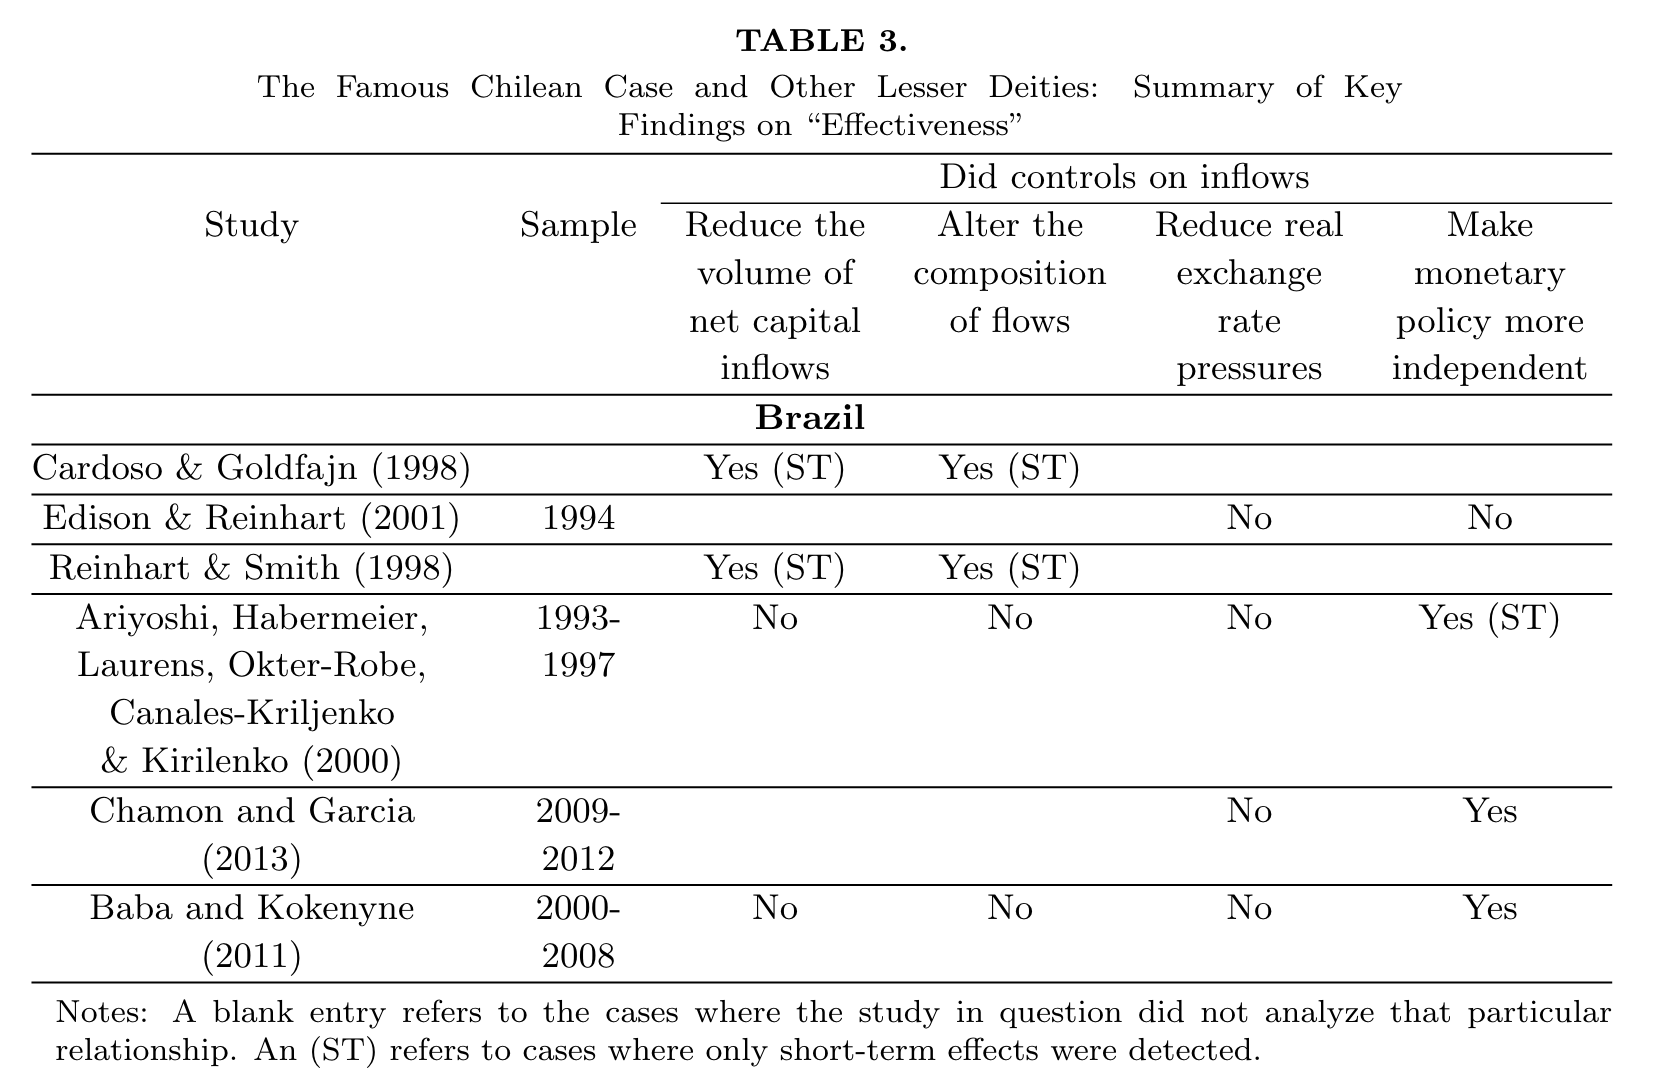 TABLE 3.
The Famous Chilean Case and Other Lesser Deities: Summary of Key
Findings on “Effectiveness”
Did controls on inflows
Study Sample Reduce the Alter the Reduce real Make
volume of composition exchange monetary
net capital of flows rate policy more
inflows pressures independent
Brazil
Cardoso & Goldfajn (1998) Yes (ST) Yes (ST)
Edison & Reinhart (2001) 1994 No No
Reinhart & Smith (1998) Yes (ST) Yes (ST)
Ariyoshi, Habermeier, 1993- No No No Yes (ST)
Laurens, Okter-Robe, 1997
Canales-Kriljenko
& Kirilenko (2000)
Chamon and Garcia 2009- No Yes
(2013) 2012
Baba and Kokenyne 2000- No No No Yes
(2011) 2008
Notes: A blank entry refers to the cases where the study in question did not analyze that particular
relationship. An (ST) refers to cases where only short-term effects were detected.